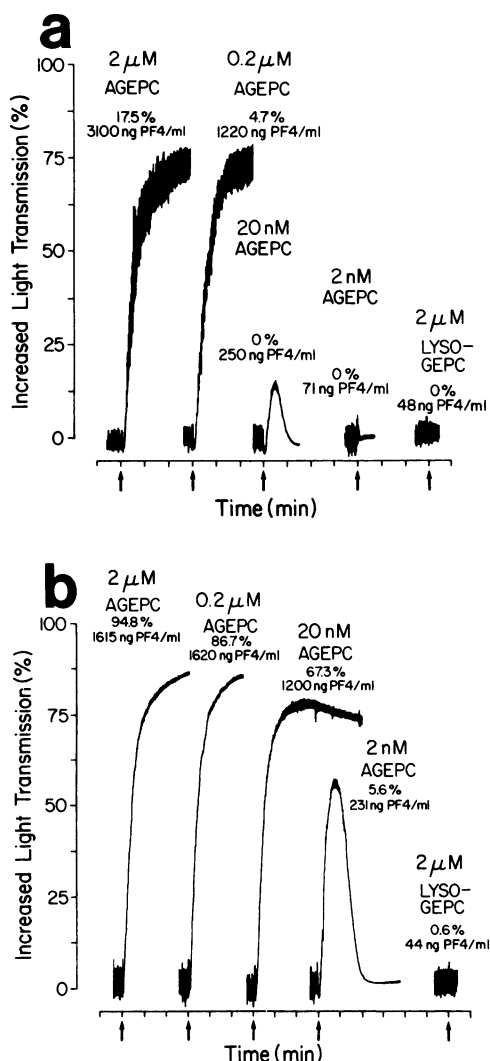 a
Increased Light Transmission (%)
100
75
50
25
0
2 μM
AGEPC
17.5%
3100 ng PF4/ml
0.2 μM
AGEPC
4.7%
1220 ng PF4/ml
20 nM
AGEPC
0%
250 ng PF4/ml
2 nM
AGEPC
0%
71 ng PF4/ml
2 μM
LYSO-
GEPC
0%
48 ng PF4/ml
Time (min)
b
Increased Light Transmission (%)
100
75
50
25
0
2 μM
AGEPC
94.8%
1615 ng PF4/ml
0.2 μM
AGEPC
86.7%
1620 ng PF4/ml
20 nM
AGEPC
67.3%
1200 ng PF4/ml
2 nM
AGEPC
5.6%
231 ng PF4/ml
2 μM
LYSO-
GEPC
0.6%
44 ng PF4/ml
Time (min)